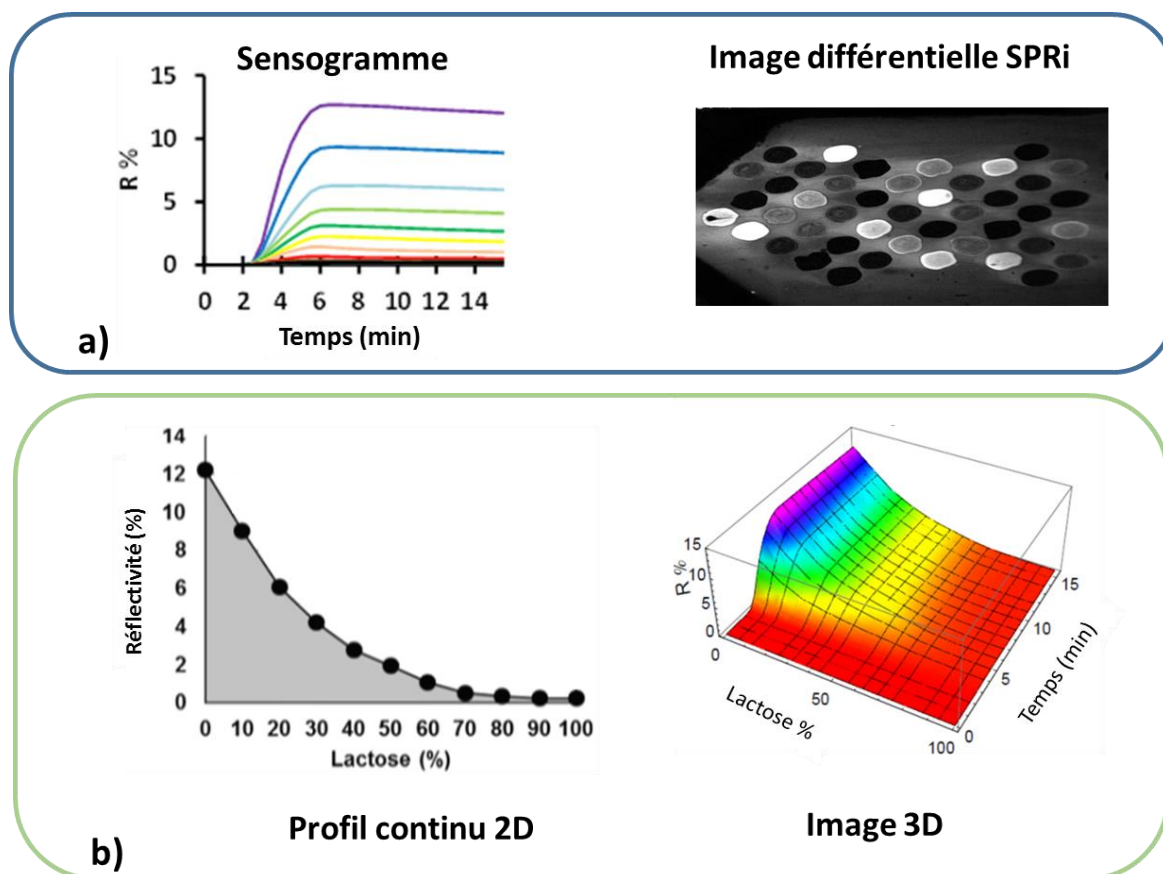 Sensogramme
Image différentielle SPRi
15
10
5
0
R %
0 2 4 6 8 10 12 14
Temps (min)
a)
14
12
10
8
6
4
2
0
Réflectivité (%)
0 10 20 30 40 50 60 70 80 90 100
Lactose (%)
15
10
5
0
R %
0
50
100
Lactose %
0
5
10
15
Temps (min)
Profil continu 2D
Image 3D
b)